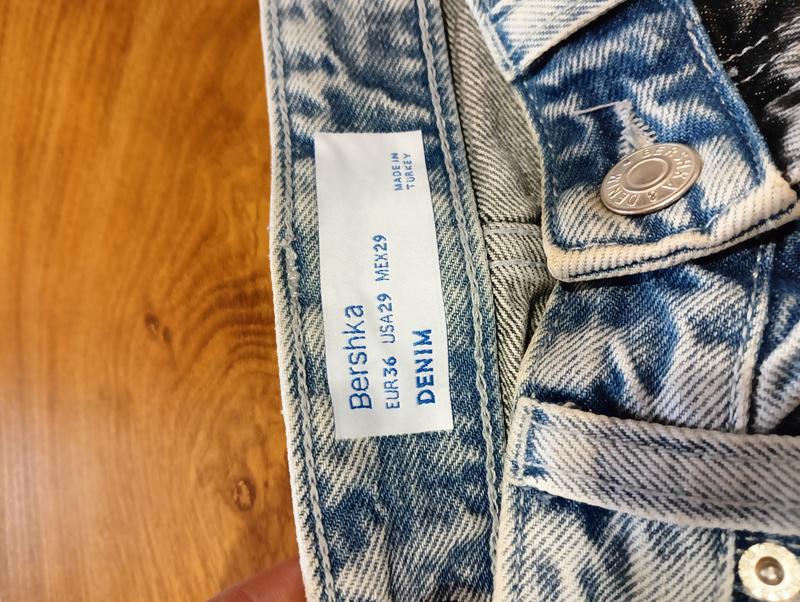 Bershka
EUR36 USA29 MEX29
DENIM
MADE IN
TURKEY
BERSHKA & DENIM